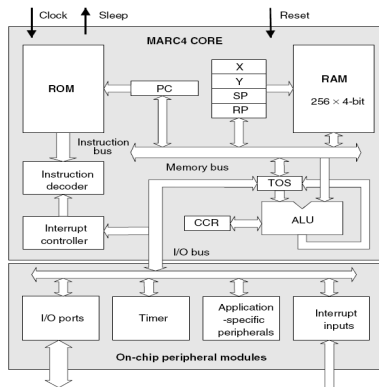 Clock
Sleep
Reset
MARC4 CORE
ROM
PC
X
Y
SP
RP
RAM
256 × 4-bit
Instruction
bus
Memory bus
Instruction
decoder
TOS
CCR
ALU
Interrupt
controller
I/O bus
I/O ports
Timer
Application
-specific
peripherals
Interrupt
inputs
On-chip peripheral modules